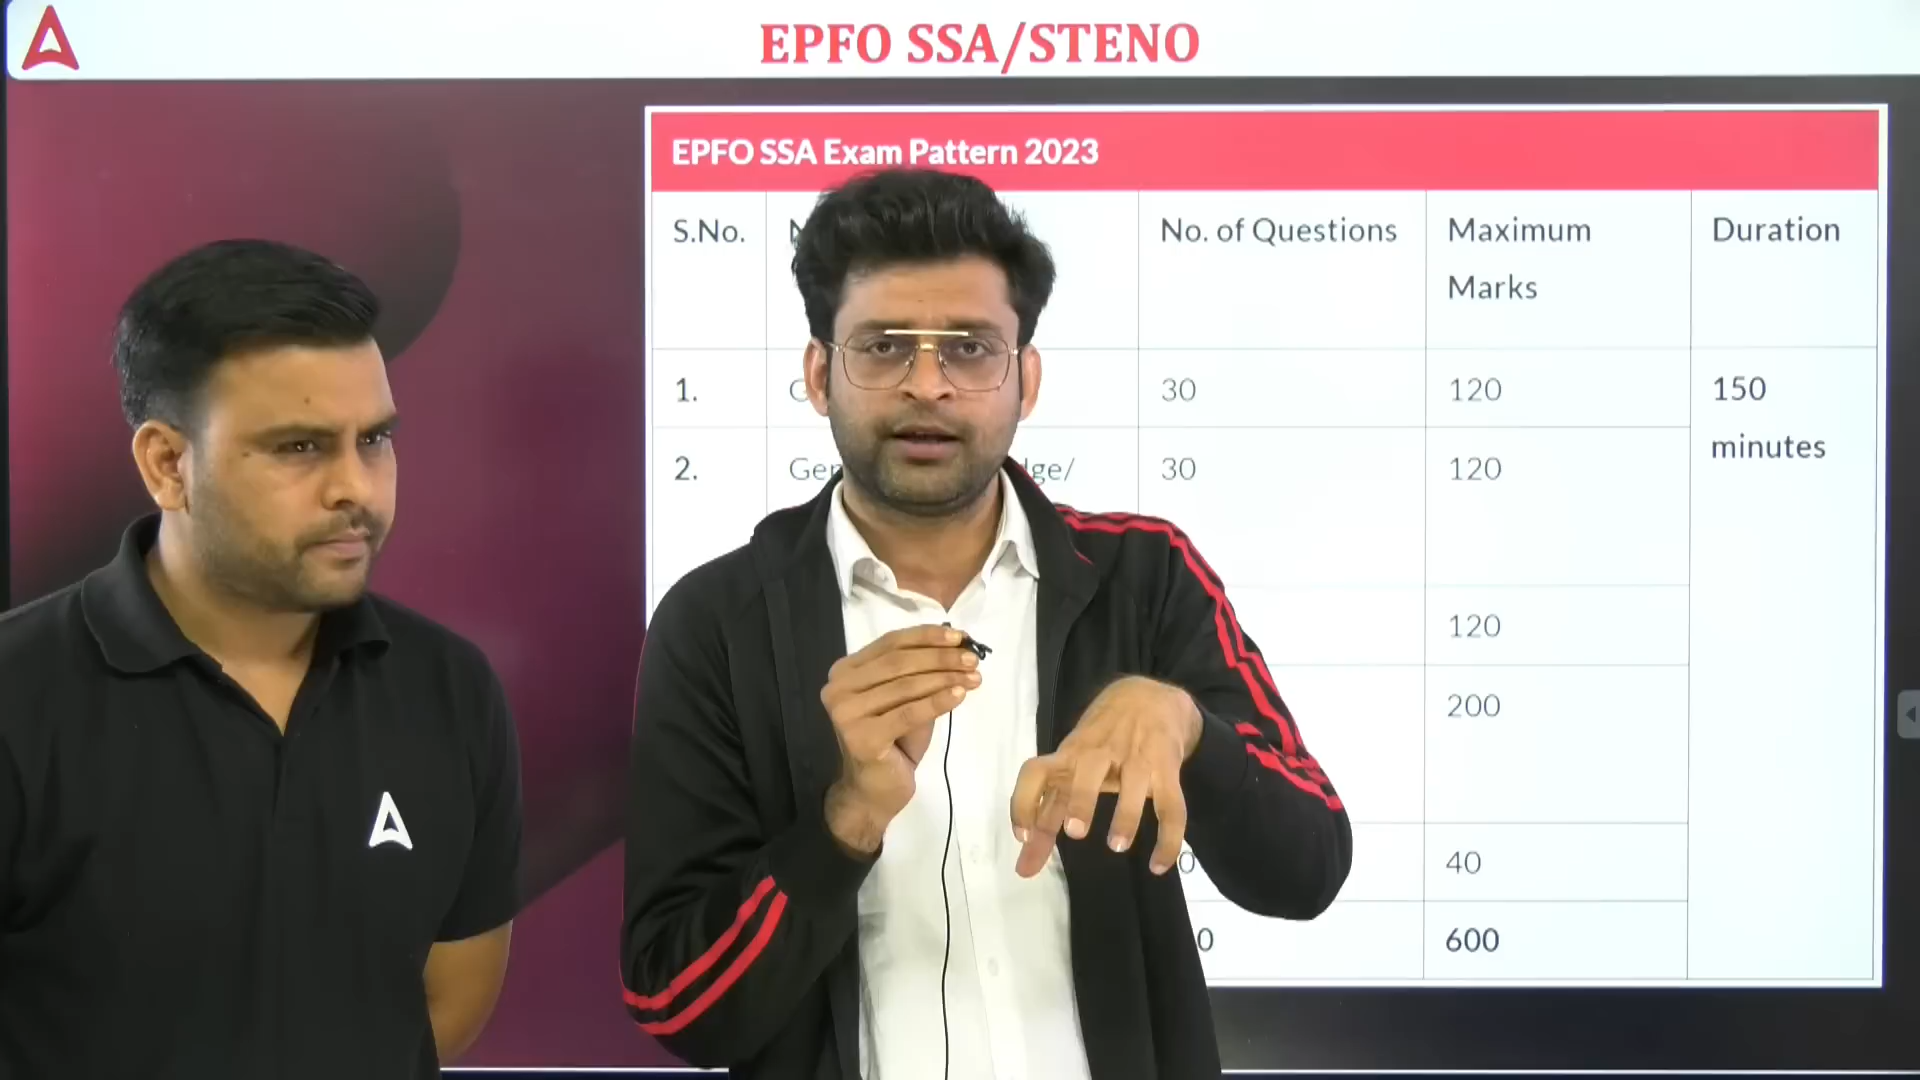 EPFO SSA/STENO
EPFO SSA Exam Pattern 2023
S.No. No. of Questions Maximum Marks Duration
1. 30 120 150 minutes
2. 30 120
120
200
40
600